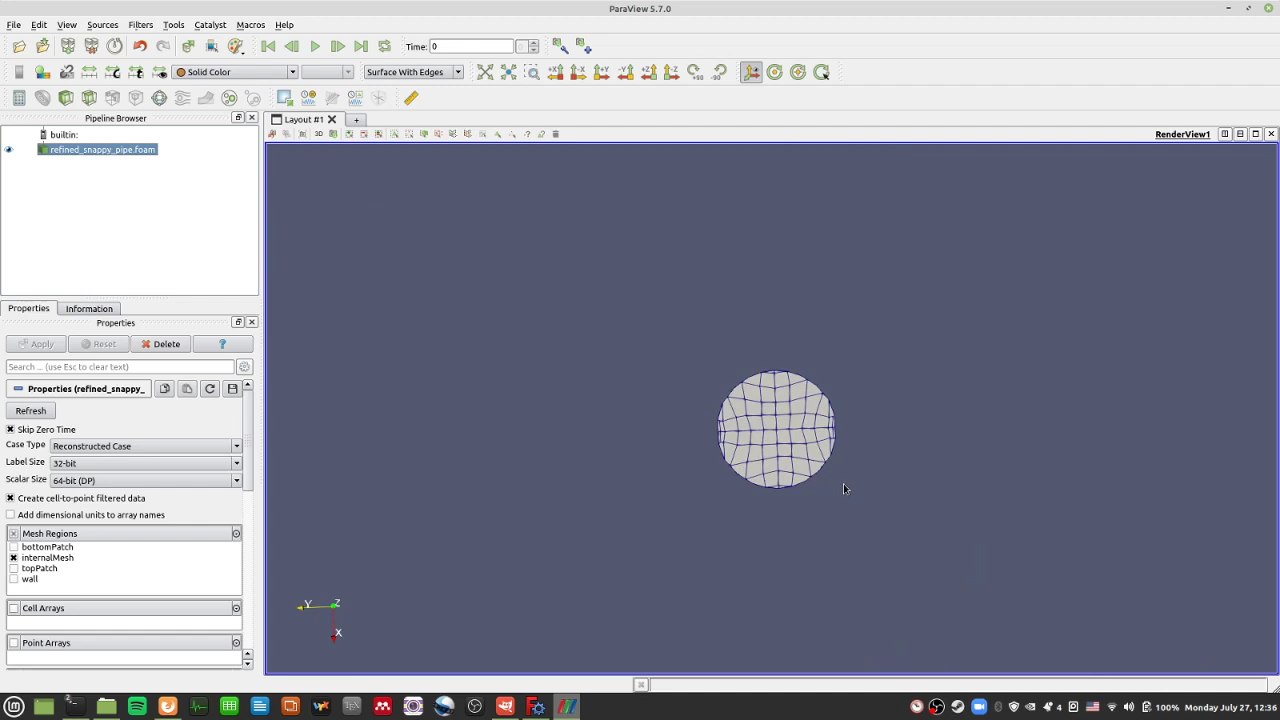 ParaView 5.7.0
File Edit View Sources Filters Tools Catalyst Macros Help
Time: 0
Solid Color Surface With Edges +90 -90
Pipeline Browser
Layout #1
builtin:
refined_snappy_pipe.foam
3D
RenderView1
Properties Information
Properties
Apply Reset Delete ?
Search ... (use Esc to clear text)
Properties (refined_snappy_
Refresh
Skip Zero Time
Case Type Reconstructed Case
Label Size 32-bit
Scalar Size 64-bit (DP)
Create cell-to-point filtered data
Add dimensional units to array names
Mesh Regions
bottomPatch
internalMesh
topPatch
wall
Cell Arrays
Point Arrays
Y Z
X
100% Monday July 27, 12:36